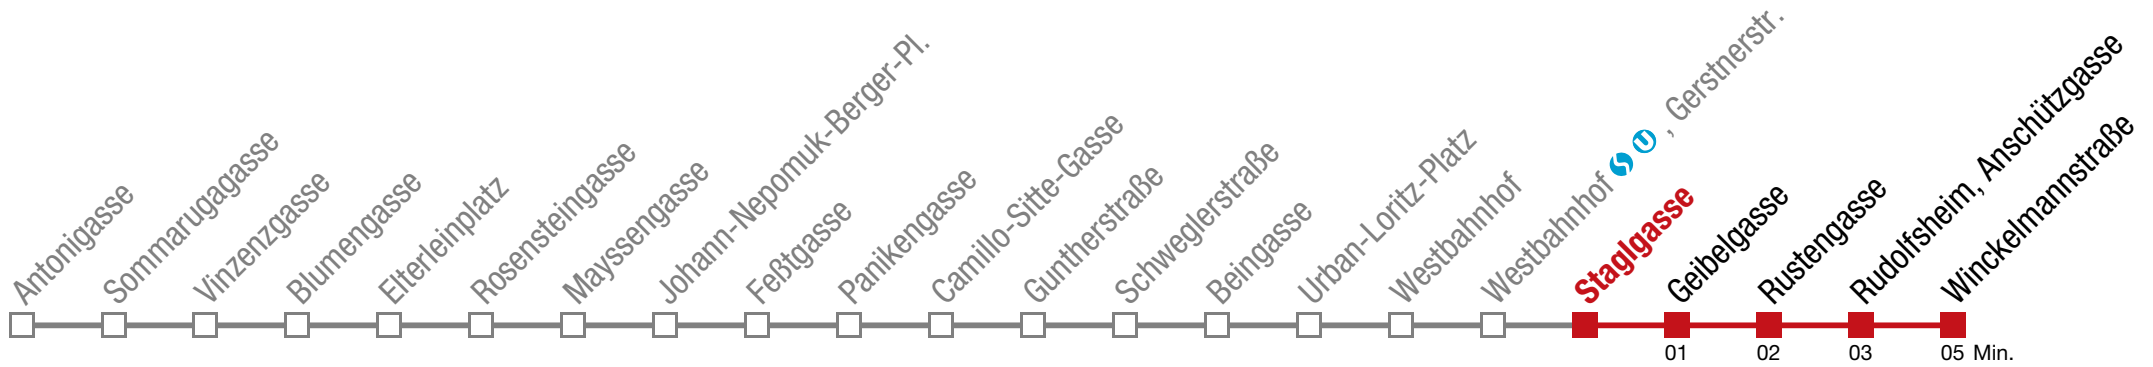 Antonigasse
Sommarugagasse
Vinzenzgasse
Blumengasse
Elterleinplatz
Rosensteingasse
Mayssengasse
Johann-Nepomuk-Berger-Pl.
Feßtgasse
Panikengasse
Camillo-Sitte-Gasse
Guntherstraße
Schweglerstraße
Beingasse
Urban-Loritz-Platz
Westbahnhof
Westbahnhof S U , Gerstnerstr.
Staglgasse
Geibelgasse
Rustengasse
Rudolfsheim, Anschützgasse
Winckelmannstraße
01 02 03 05 Min.